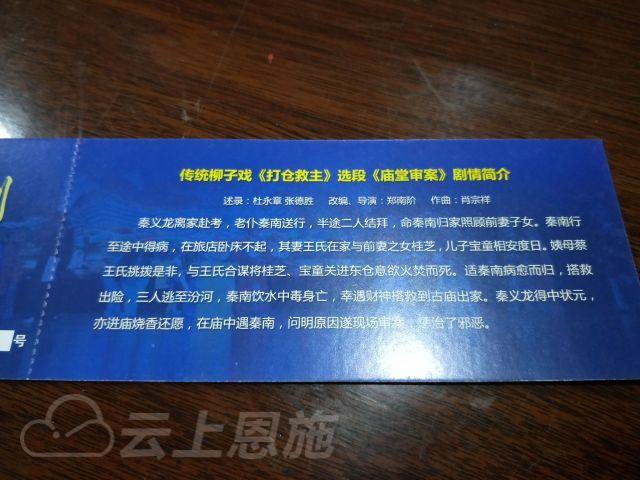 传统柳子戏《打仓救主》选段《庙堂审案》剧情简介
述录：杜永章 张德胜 改编、导演：郑南阶 作曲：肖宗祥
秦义龙离家赴考，老仆秦南送行，半途二人结拜，命秦南归家照顾前妻子女。秦南行
至途中得病，在旅店卧床不起，其妻王氏在家与前妻之女桂芝，儿子宝童相安度日。姨母蔡
王氏挑拨是非，与王氏合谋将桂芝、宝童关进东仓意欲火焚而死。适秦南病愈而归，搭救
出险，三人逃至汾河，秦南饮水中毒身亡，幸遇财神搭救到古庙出家。秦义龙得中状元，
亦进庙烧香还愿，在庙中遇秦南，问明原因遂现场审案，惩治了邪恶。
号
云上恩施